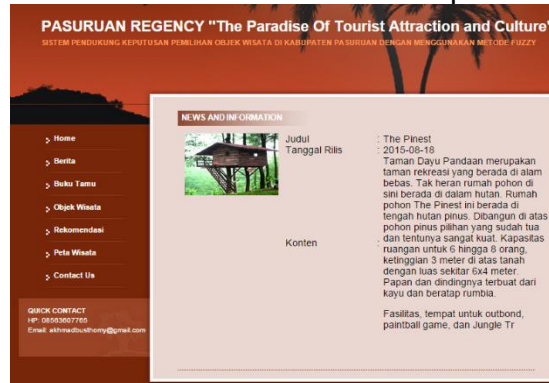 PASURUAN REGENCY "The Paradise Of Tourist Attraction and Culture"
SISTEM PENDUKUNG KEPUTUSAN PEMILIHAN OBJEK WISATA DI KABUPATEN PASURUAN DENGAN MENGGUNAKAN METODE FUZZY
Home
Berita
Buku Tamu
Objek Wisata
Rekomendasi
Peta Wisata
Contact Us
QUICK CONTACT
HP: 08563607765
Email: akhmadbusthomy@gmail.com
NEWS AND INFORMATION
Judul : The Pinest
Tanggal Rilis : 2015-08-18
Konten :
Taman Dayu Pandaan merupakan
taman rekreasi yang berada di alam
bebas. Tak heran rumah pohon di
sini berada di dalam hutan. Rumah
pohon The Pinest ini berada di
tengah hutan pinus. Dibangun di atas
pohon pinus pilihan yang sudah tua
dan tentunya sangat kuat. Kapasitas
ruangan untuk 6 hingga 8 orang,
ketinggian 3 meter di atas tanah
dengan luas sekitar 6x4 meter.
Papan dan dindingnya terbuat dari
kayu dan beratap rumbia.
Fasilitas, tempat untuk outbond,
paintball game, dan Jungle Tr